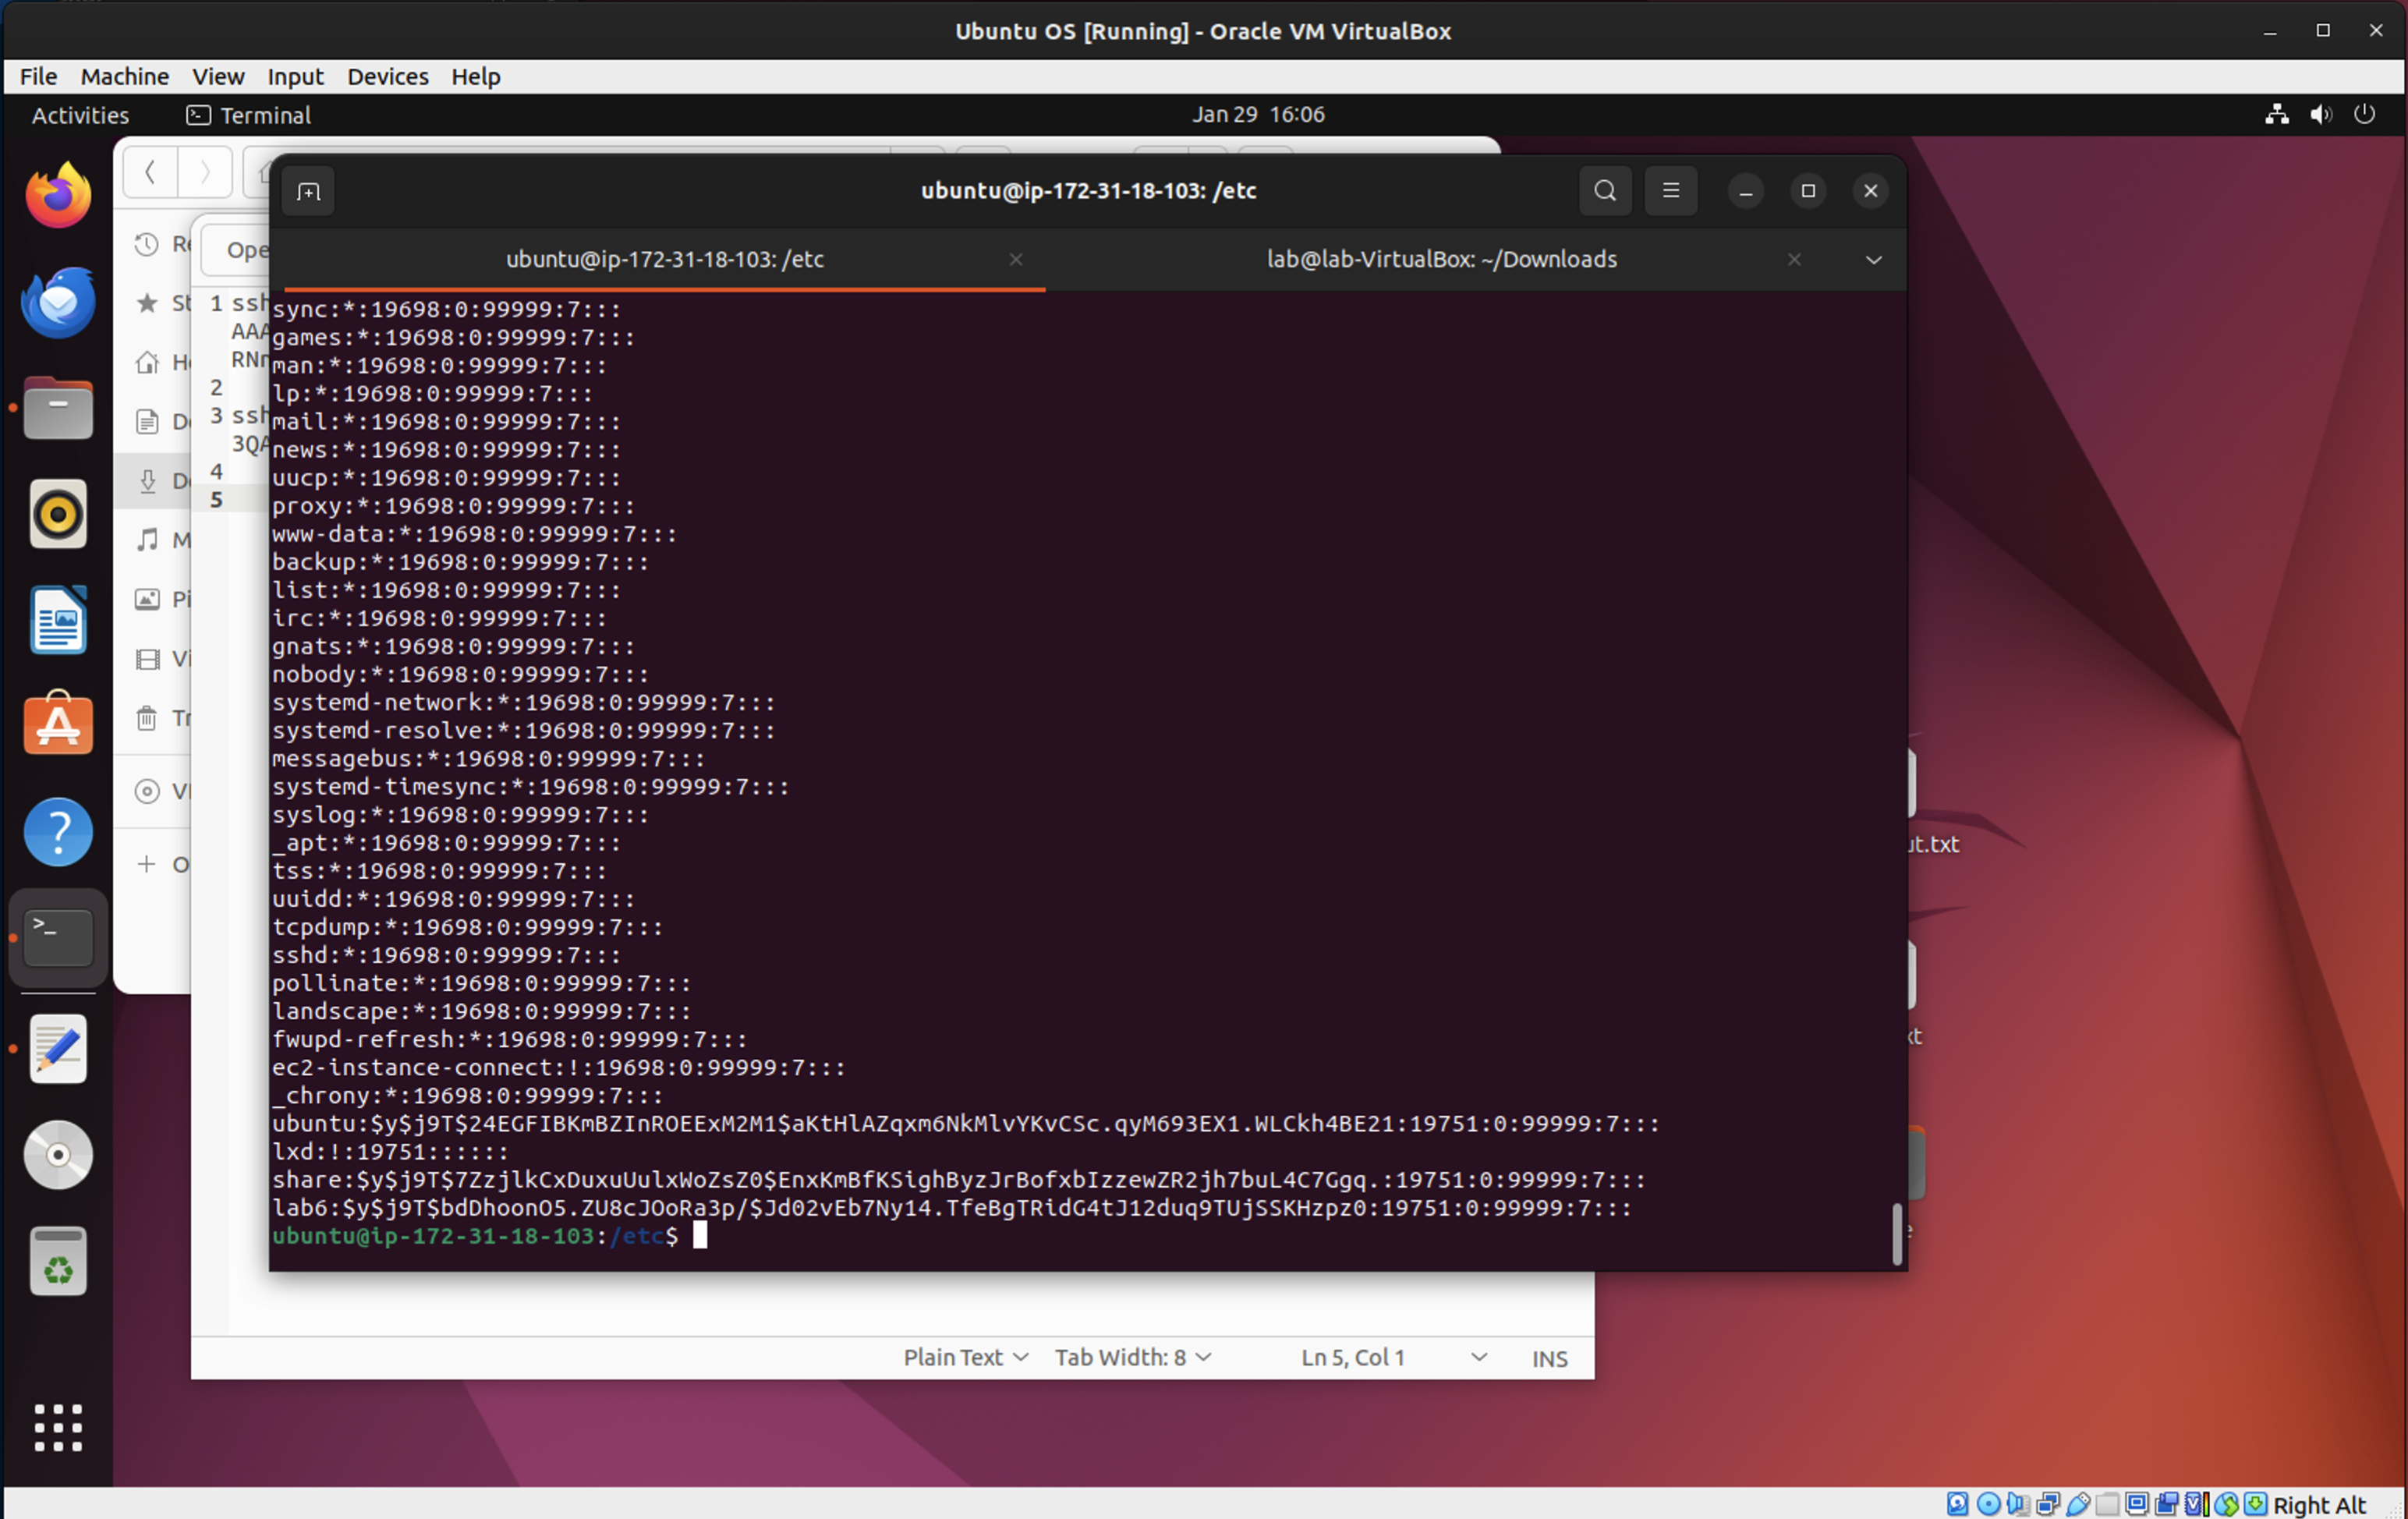 Ubuntu OS [Running] - Oracle VM VirtualBox
File Machine View Input Devices Help
Activities Terminal Jan 29 16:06
ubuntu@ip-172-31-18-103: /etc
ubuntu@ip-172-31-18-103: /etc lab@lab-VirtualBox: ~/Downloads
Ope
1 ssh
AAA
2
3 ssh
3QA
4
5
sync:*:19698:0:99999:7:::
games:*:19698:0:99999:7:::
man:*:19698:0:99999:7:::
lp:*:19698:0:99999:7:::
mail:*:19698:0:99999:7:::
news:*:19698:0:99999:7:::
uucp:*:19698:0:99999:7:::
proxy:*:19698:0:99999:7:::
www-data:*:19698:0:99999:7:::
backup:*:19698:0:99999:7:::
list:*:19698:0:99999:7:::
irc:*:19698:0:99999:7:::
gnats:*:19698:0:99999:7:::
nobody:*:19698:0:99999:7:::
systemd-network:*:19698:0:99999:7:::
systemd-resolve:*:19698:0:99999:7:::
messagebus:*:19698:0:99999:7:::
systemd-timesync:*:19698:0:99999:7:::
syslog:*:19698:0:99999:7:::
_apt:*:19698:0:99999:7:::
tss:*:19698:0:99999:7:::
uuidd:*:19698:0:99999:7:::
tcpdump:*:19698:0:99999:7:::
sshd:*:19698:0:99999:7:::
pollinate:*:19698:0:99999:7:::
landscape:*:19698:0:99999:7:::
fwupd-refresh:*:19698:0:99999:7:::
ec2-instance-connect:!:19698:0:99999:7:::
_chrony:*:19698:0:99999:7:::
ubuntu:$y$j9T$24EGFIBKmBZInROEExM2M1$aKtHlAZqxm6NkMlvYKvCSc.qyM693EX1.WLCkh4BE21:19751:0:99999:7:::
lxd:!:19751::::::
share:$y$j9T$7ZzjlkCxDuxuUulxWoZsZ0$EnxKmBfKSighByzJrBofxbIzzewZR2jh7buL4C7Ggq.:19751:0:99999:7:::
lab6:$y$j9T$bdDhoonO5.ZU8cJOoRa3p/$Jd02vEb7Ny14.TfeBgTRidG4tJ12duq9TUjSSKHzpz0:19751:0:99999:7:::
ubuntu@ip-172-31-18-103:/etc$
ut.txt
Plain Text Tab Width: 8 Ln 5, Col 1 INS
Right Alt